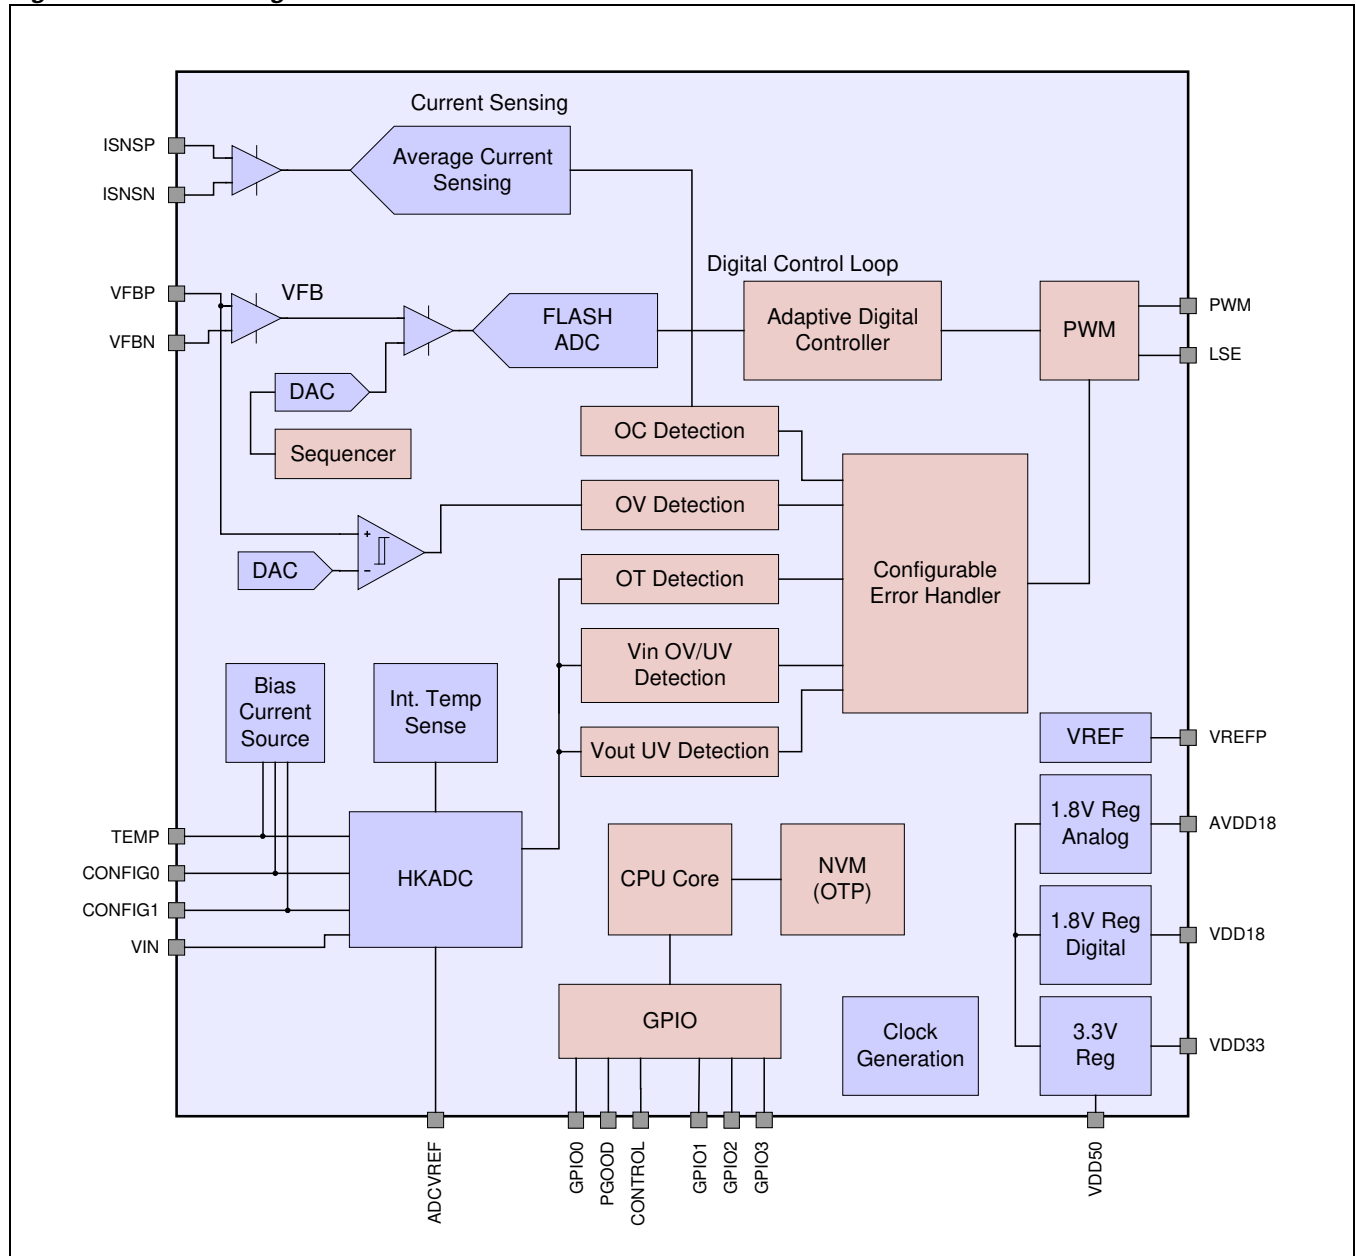 Current Sensing
ISNSP
Average Current
Sensing
ISNSN
Digital Control Loop
VFBP
VFB
VFBN
FLASH
ADC
Adaptive Digital
Controller
PWM
PWM
LSE
DAC
OC Detection
Sequencer
OV Detection
+
-
DAC
OT Detection
Configurable
Error Handler
Vin OV/UV
Detection
Bias
Current
Source
Int. Temp
Sense
Vout UV Detection
VREF
VREFP
1.8V Reg
Analog
AVDD18
TEMP
CONFIG0
CONFIG1
VIN
HKADC
CPU Core
NVM
(OTP)
1.8V Reg
Digital
VDD18
GPIO
Clock
Generation
3.3V
Reg
VDD33
ADCVREF
GPIO0
PGOOD
CONTROL
GPIO1
GPIO2
GPIO3
VDD50